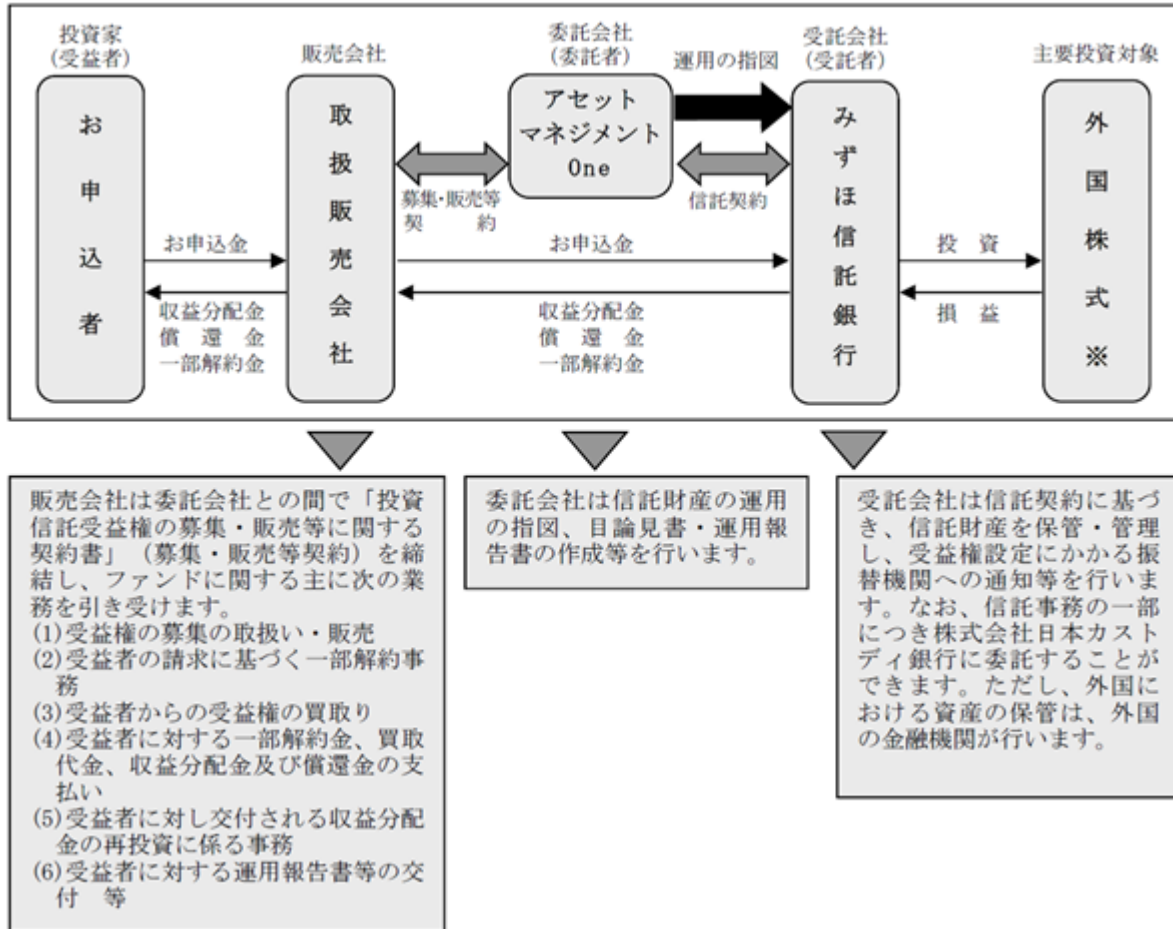 投資家
(受益者)
お申込者
販売会社
取扱販売会社
委託会社
(委託者)
アセット
マネジメント
One
運用の指図
受託会社
(受託者)
みずほ信託銀行
主要投資対象
外国株式※
募集・販売等
契　　約
信託契約
お申込金
収益分配金
償　還　金
一部解約金
お申込金
収益分配金
償　還　金
一部解約金
投　資
損　益
販売会社は委託会社との間で「投資
信託受益権の募集・販売等に関する
契約書」（募集・販売等契約）を締
結し、ファンドに関する主に次の業
務を引き受けます。
(1)受益権の募集の取扱い・販売
(2)受益者の請求に基づく一部解約事
務
(3)受益者からの受益権の買取り
(4)受益者に対する一部解約金、買取
代金、収益分配金及び償還金の支
払い
(5)受益者に対し交付される収益分配
金の再投資に係る事務
(6)受益者に対する運用報告書等の交
付　等
委託会社は信託財産の運用
の指図、目論見書・運用報
告書の作成等を行います。
受託会社は信託契約に基づ
き、信託財産を保管・管理
し、受益権設定にかかる振
替機関への通知等を行いま
す。なお、信託事務の一部
につき株式会社日本カスト
ディ銀行に委託することが
できます。ただし、外国に
おける資産の保管は、外国
の金融機関が行います。